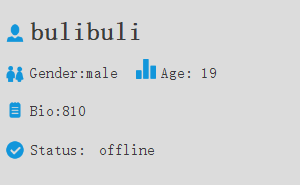 bulibuli
Gender:male Age: 19
Bio:810
Status: offline